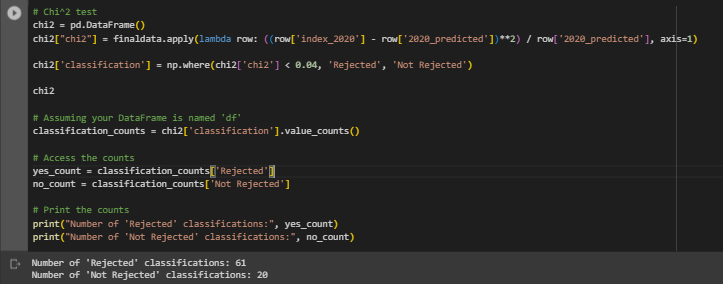 # Chi^2 test
chi2 = pd.DataFrame()
chi2["chi2"] = finaldata.apply(lambda row: ((row['index_2020'] - row['2020_predicted'])**2) / row['2020_predicted'], axis=1)
chi2['classification'] = np.where(chi2['chi2'] < 0.04, 'Rejected', 'Not Rejected')
chi2
# Assuming your DataFrame is named 'df'
classification_counts = chi2['classification'].value_counts()
# Access the counts
yes_count = classification_counts['Rejected']
no_count = classification_counts['Not Rejected']
# Print the counts
print("Number of 'Rejected' classifications:", yes_count)
print("Number of 'Not Rejected' classifications:", no_count)
Number of 'Rejected' classifications: 61
Number of 'Not Rejected' classifications: 20